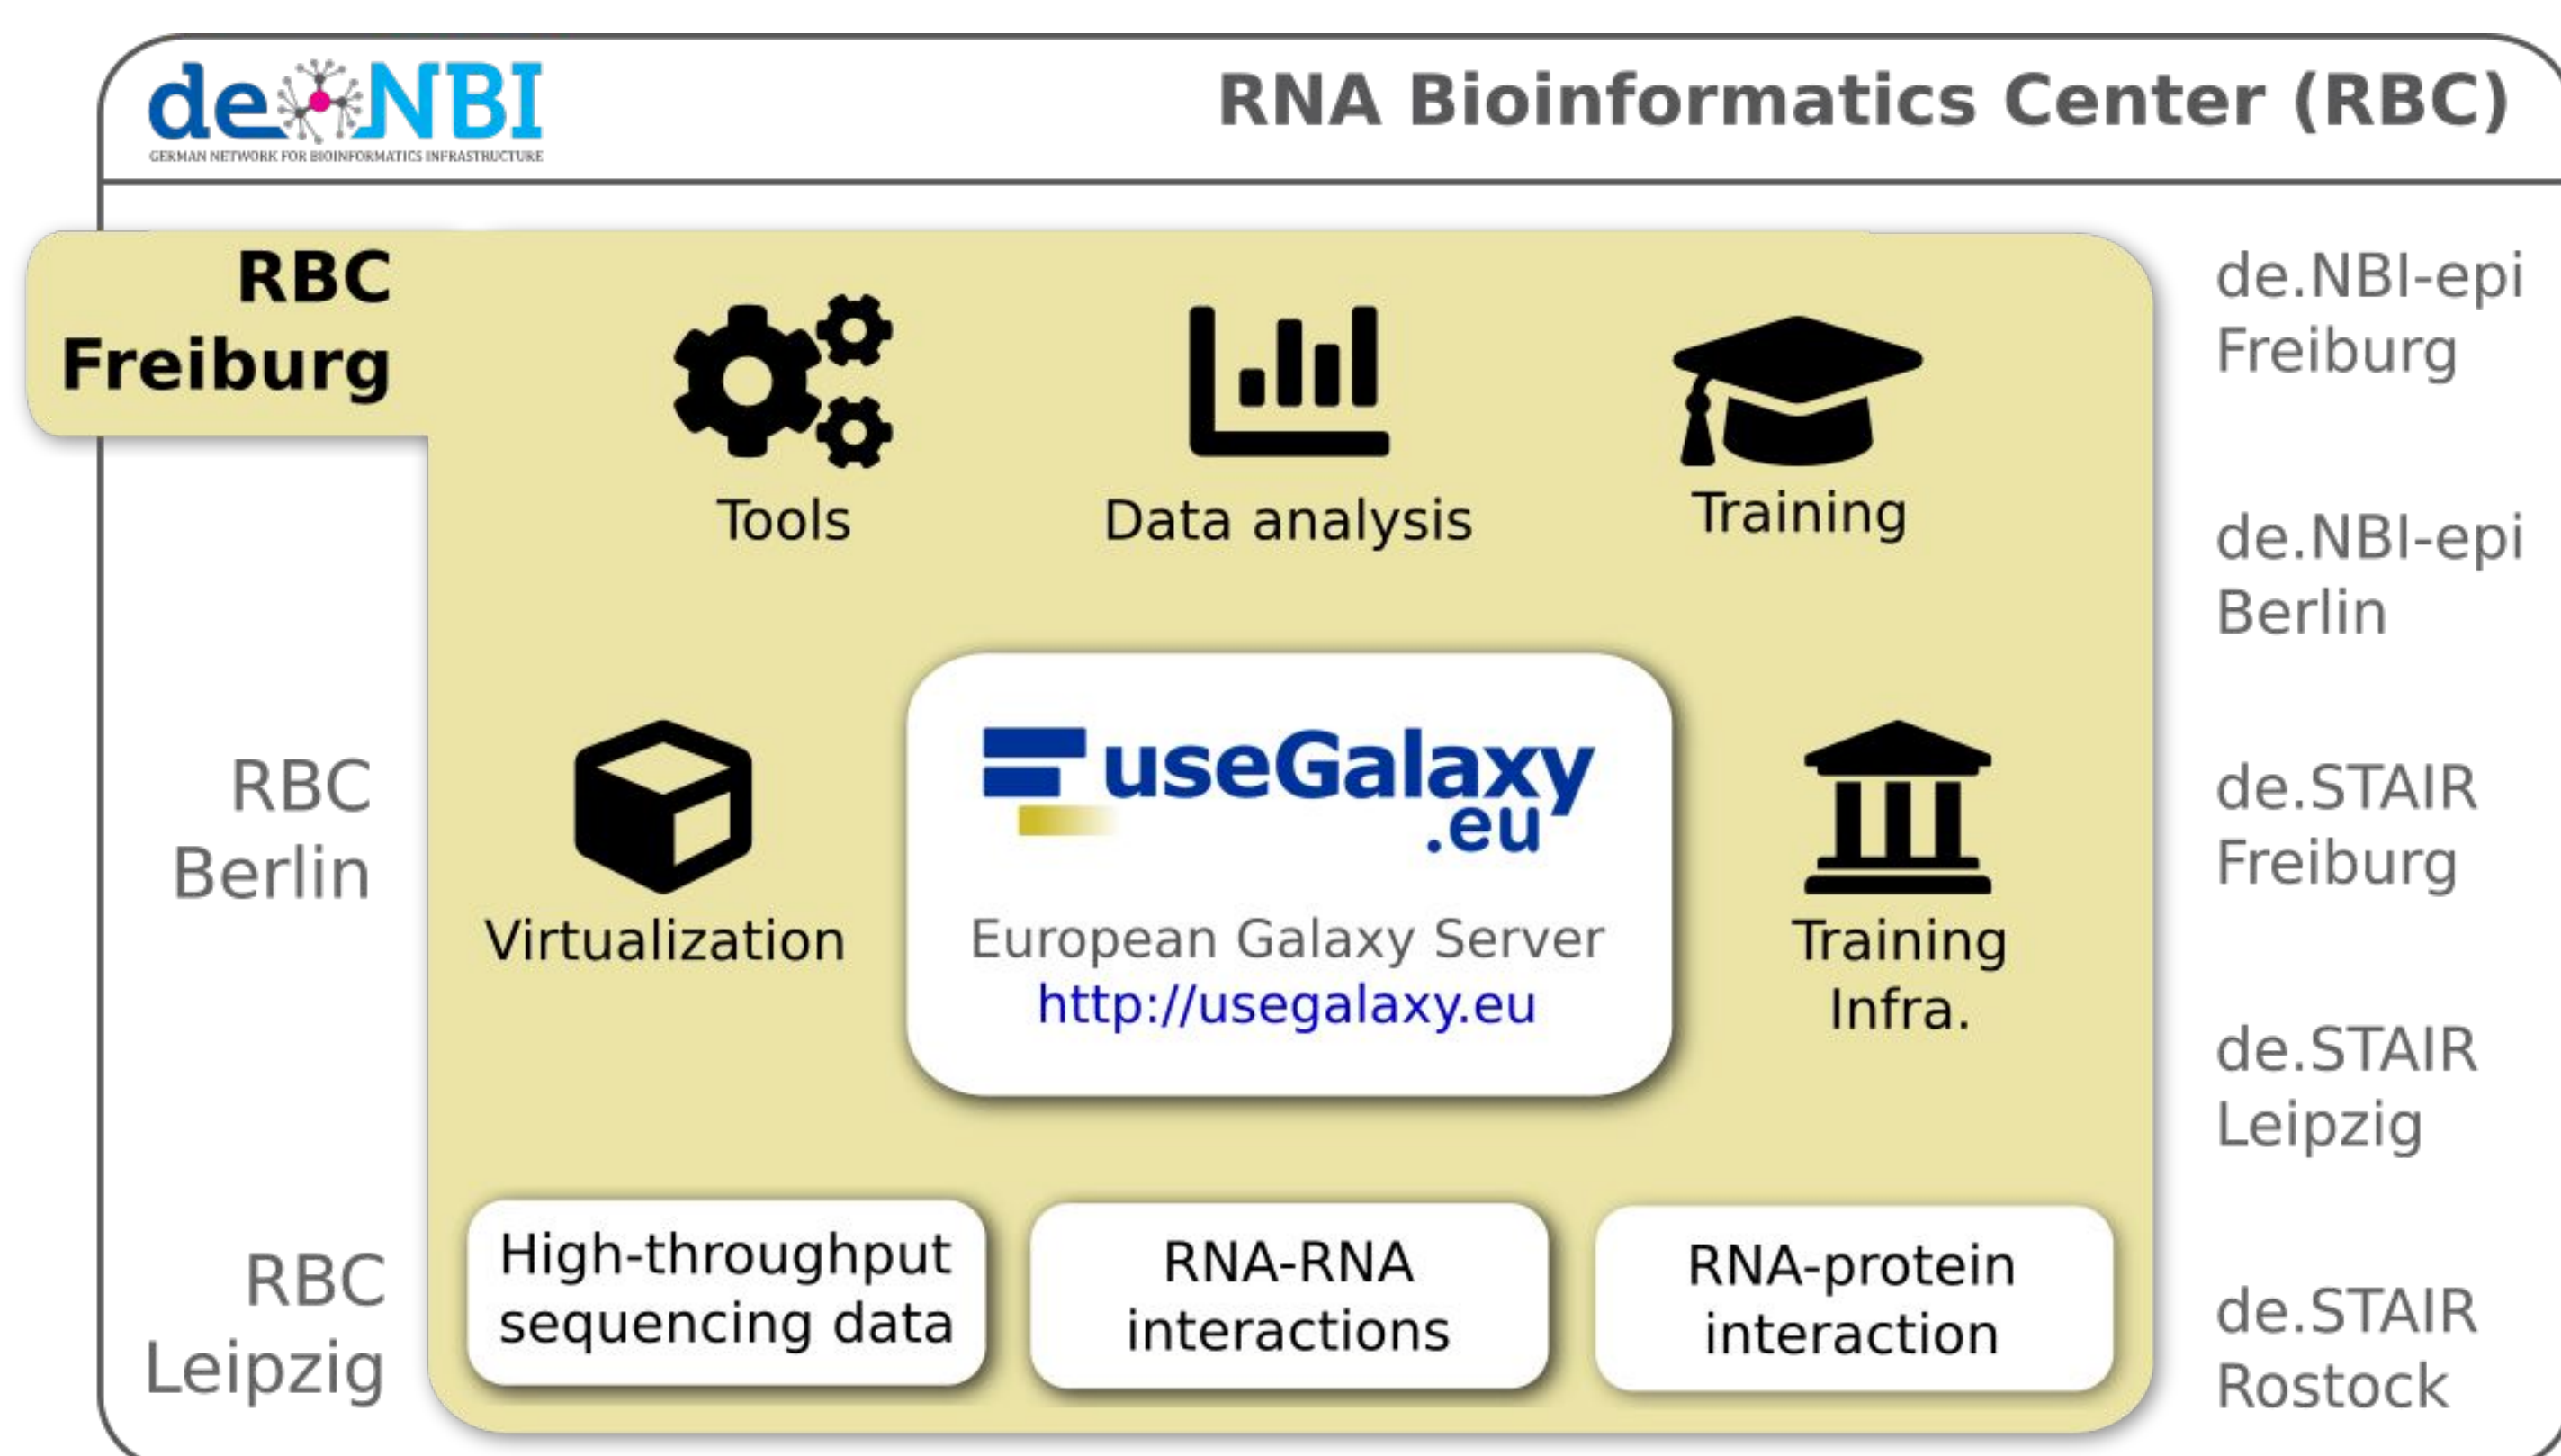 de.NBI
GERMAN NETWORK FOR BIOINFORMATICS INFRASTRUCTURE
RNA Bioinformatics Center (RBC)
RBC
Freiburg
RBC
Berlin
RBC
Leipzig
Tools
Data analysis
Training
Virtualization
useGalaxy
.eu
European Galaxy Server
http://usegalaxy.eu
Training
Infra.
High-throughput
sequencing data
RNA-RNA
interactions
RNA-protein
interaction
de.NBI-epi
Freiburg
de.NBI-epi
Berlin
de.STAIR
Freiburg
de.STAIR
Leipzig
de.STAIR
Rostock